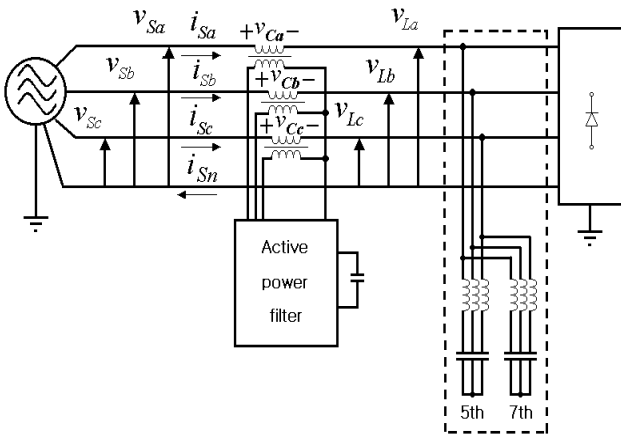 v_Sa
i_Sa
+v_Ca−
v_La
v_Sb
i_Sb
+v_Cb−
v_Lb
v_Sc
i_Sc
+v_Cc−
v_Lc
i_Sn
Active
power
filter
5th 7th